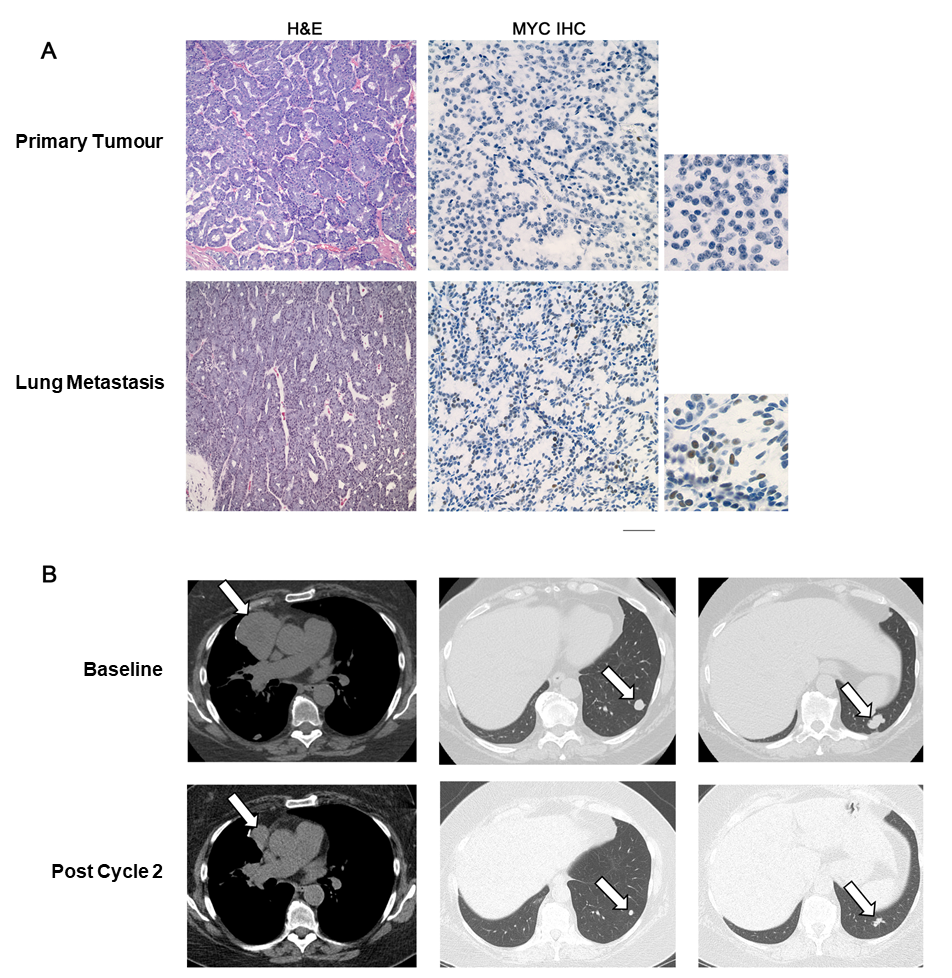 H&E
MYC IHC
A
Primary Tumour
Lung Metastasis
B
Baseline
Post Cycle 2